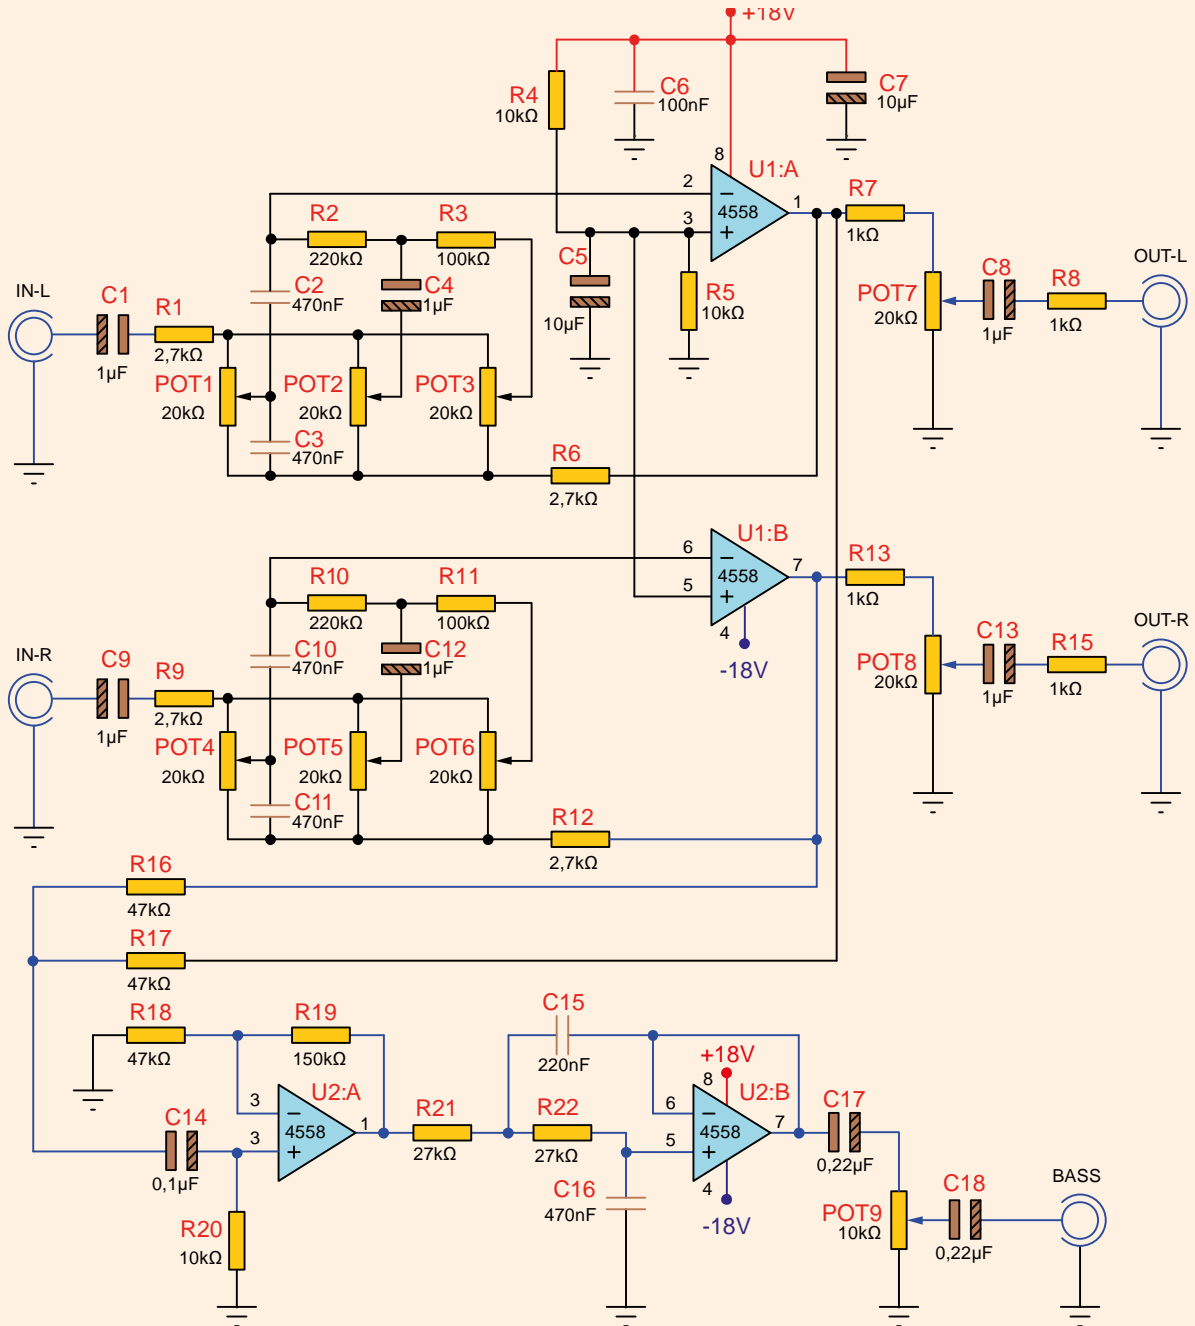 +18V
R4
10kΩ
C6
100nF
C7
10µF
8
U1:A
2
3
4558
1
R7
1kΩ
R2
220kΩ
R3
100kΩ
C2
470nF
C4
1µF
C5
10µF
R5
10kΩ
OUT-L
POT7
20kΩ
C8
1µF
R8
1kΩ
IN-L
C1
1µF
R1
2,7kΩ
POT1
20kΩ
POT2
20kΩ
POT3
20kΩ
C3
470nF
R6
2,7kΩ
U1:B
6
5
4558
7
4
-18V
R13
1kΩ
R10
220kΩ
R11
100kΩ
C10
470nF
C12
1µF
OUT-R
POT8
20kΩ
C13
1µF
R15
1kΩ
IN-R
C9
1µF
R9
2,7kΩ
POT4
20kΩ
POT5
20kΩ
POT6
20kΩ
C11
470nF
R12
2,7kΩ
R16
47kΩ
R17
47kΩ
R18
47kΩ
R19
150kΩ
C15
220nF
+18V
U2:A
3
3
4558
1
8
U2:B
6
5
4558
7
4
-18V
C14
0,1µF
R20
10kΩ
R21
27kΩ
R22
27kΩ
C16
470nF
C17
0,22µF
POT9
10kΩ
C18
0,22µF
BASS